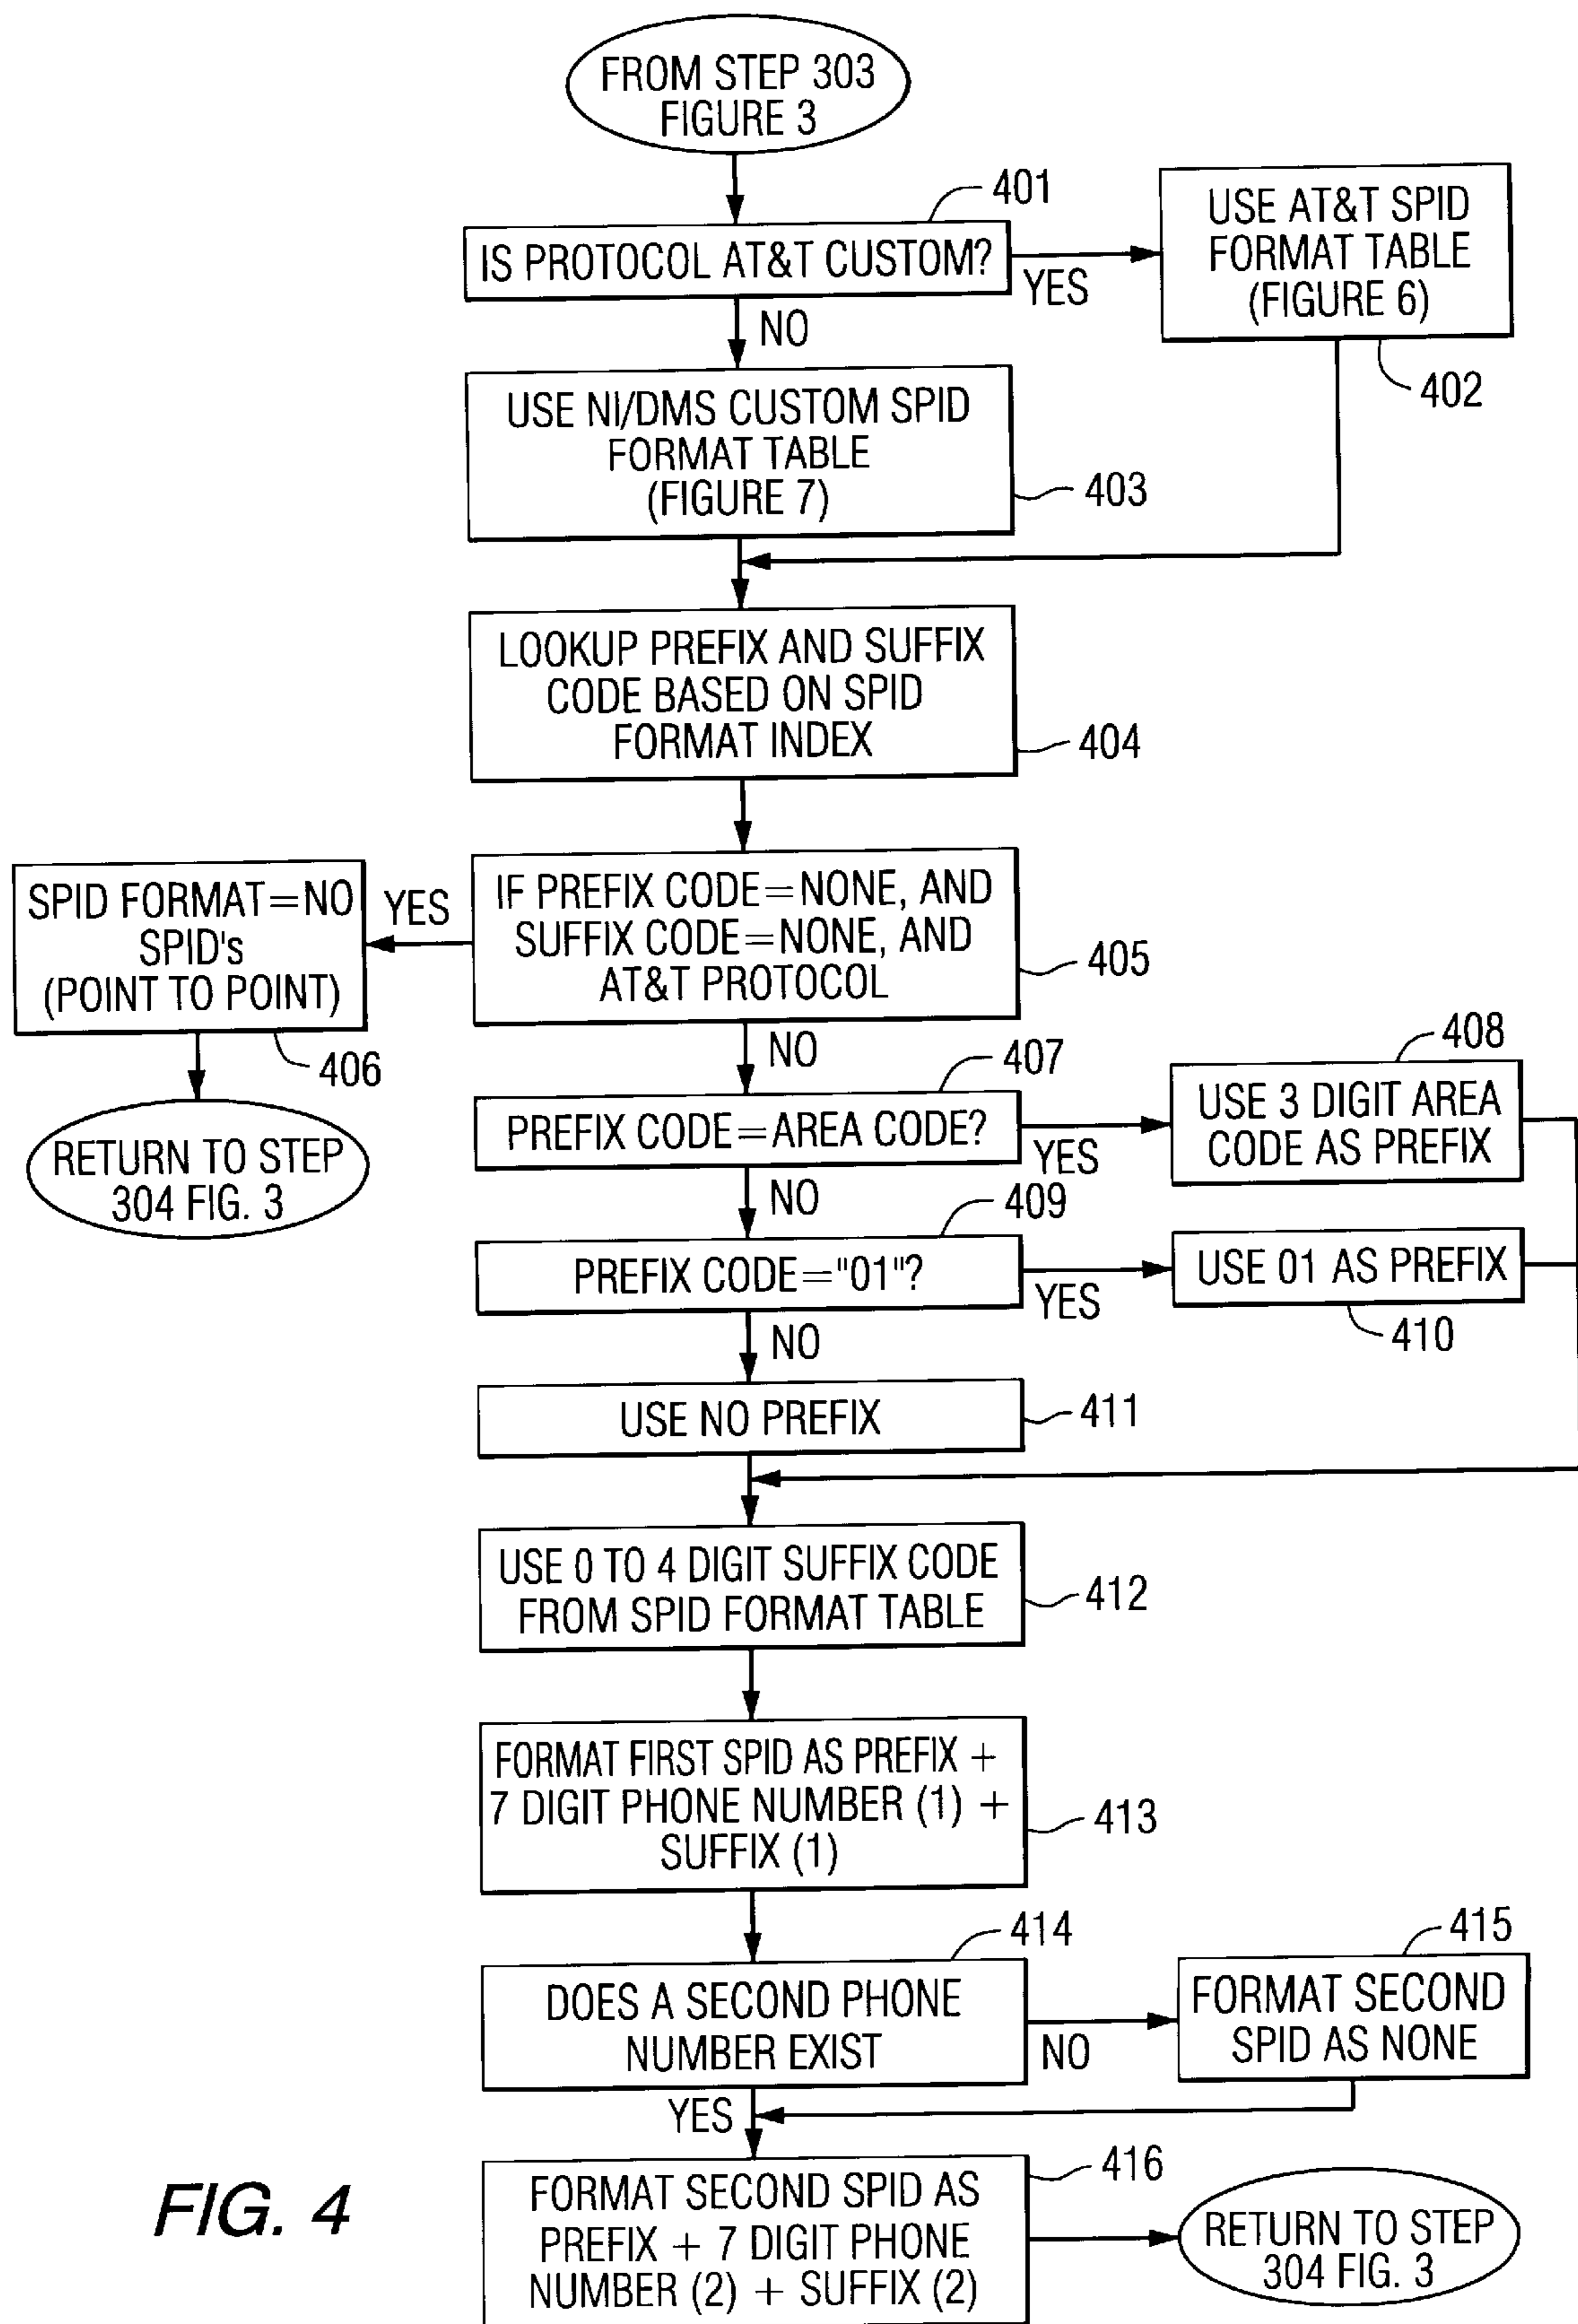 FROM STEP 303
FIGURE 3
401
IS PROTOCOL AT&T CUSTOM?
YES
NO
USE AT&T SPID
FORMAT TABLE
(FIGURE 6)
402
USE NI/DMS CUSTOM SPID
FORMAT TABLE
(FIGURE 7)
403
LOOKUP PREFIX AND SUFFIX
CODE BASED ON SPID
FORMAT INDEX
404
IF PREFIX CODE=NONE, AND
SUFFIX CODE=NONE, AND
AT&T PROTOCOL
405
YES
NO
SPID FORMAT=NO
SPID's
(POINT TO POINT)
406
RETURN TO STEP
304 FIG. 3
407
PREFIX CODE=AREA CODE?
YES
NO
408
USE 3 DIGIT AREA
CODE AS PREFIX
409
PREFIX CODE="01"?
YES
NO
USE 01 AS PREFIX
410
USE NO PREFIX
411
USE 0 TO 4 DIGIT SUFFIX CODE
FROM SPID FORMAT TABLE
412
FORMAT FIRST SPID AS PREFIX +
7 DIGIT PHONE NUMBER (1) +
SUFFIX (1)
413
414
DOES A SECOND PHONE
NUMBER EXIST
NO
YES
415
FORMAT SECOND
SPID AS NONE
416
FORMAT SECOND SPID AS
PREFIX + 7 DIGIT PHONE
NUMBER (2) + SUFFIX (2)
RETURN TO STEP
304 FIG. 3
FIG. 4